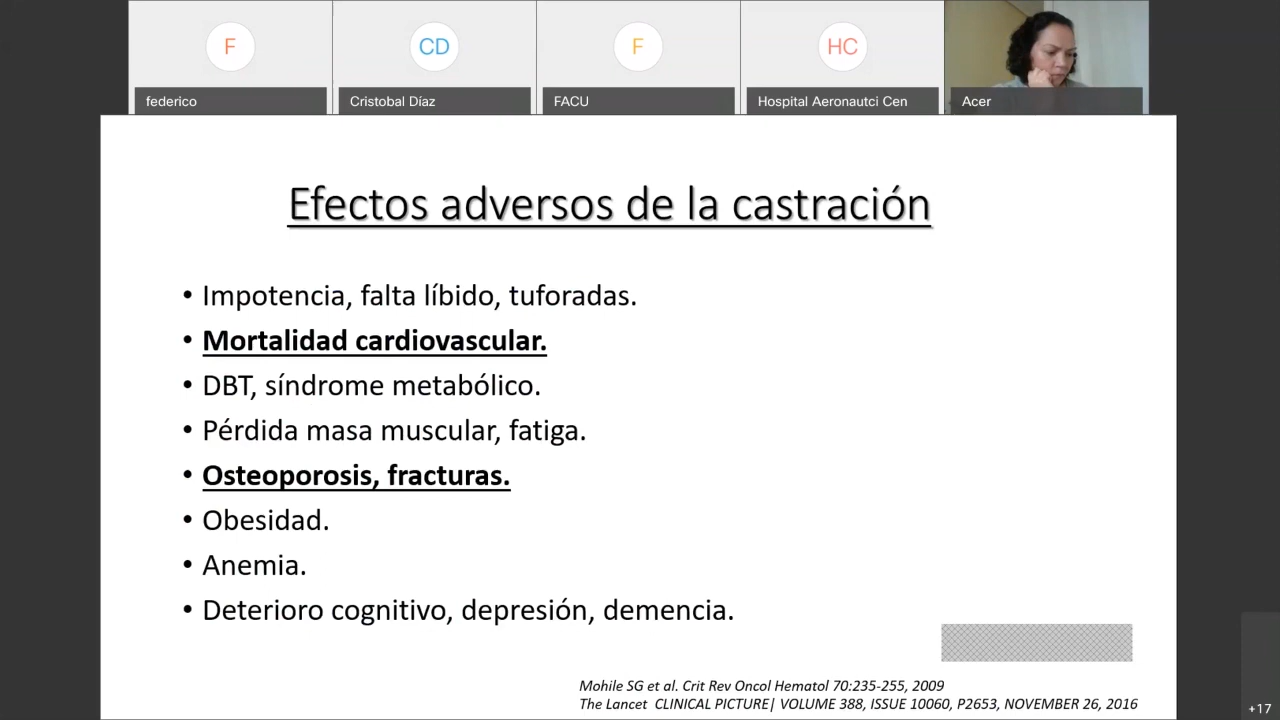 F
CD
F
HC
federico
Cristobal Díaz
FACU
Hospital Aeronautci Cen
Acer
Efectos adversos de la castración
• Impotencia, falta líbido, tuforadas.
• Mortalidad cardiovascular.
• DBT, síndrome metabólico.
• Pérdida masa muscular, fatiga.
• Osteoporosis, fracturas.
• Obesidad.
• Anemia.
• Deterioro cognitivo, depresión, demencia.
Mohile SG et al. Crit Rev Oncol Hematol 70:235-255, 2009
The Lancet CLINICAL PICTURE| VOLUME 388, ISSUE 10060, P2653, NOVEMBER 26, 2016
+17